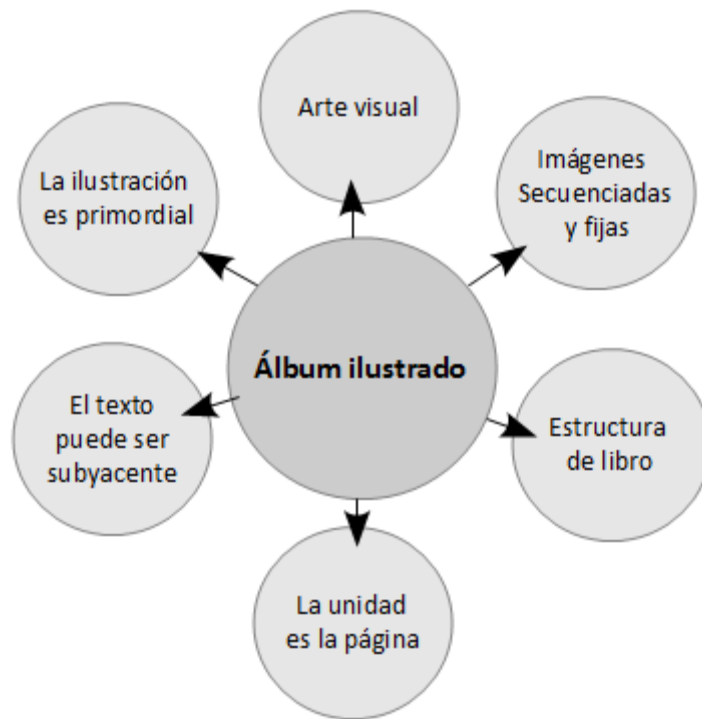 Arte visual
Imágenes
Secuenciadas
y fijas
La ilustración
es primordial
Álbum ilustrado
El texto
puede ser
subyacente
Estructura
de libro
La unidad
es la página